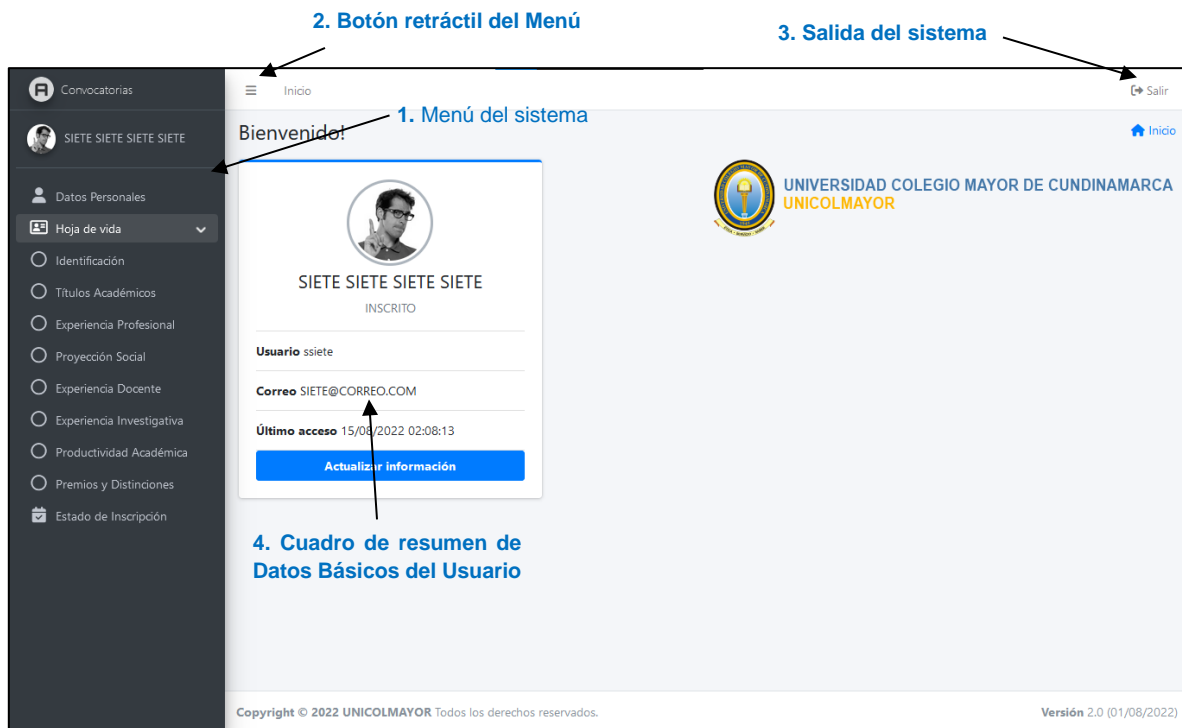 2. Botón retráctil del Menú
3. Salida del sistema
Convocatorias
Inicio
Salir
1. Menú del sistema
SIETE SIETE SIETE SIETE
Bienvenido!
Inicio
Datos Personales
Hoja de vida
Identificación
Títulos Académicos
Experiencia Profesional
Proyección Social
Experiencia Docente
Experiencia Investigativa
Productividad Académica
Premios y Distinciones
Estado de Inscripción
SIETE SIETE SIETE SIETE
INSCRITO
Usuario ssiete
Correo SIETE@CORREO.COM
Último acceso 15/08/2022 02:08:13
Actualizar información
UNIVERSIDAD COLEGIO MAYOR DE CUNDINAMARCA
UNICOLMAYOR
4. Cuadro de resumen de
Datos Básicos del Usuario
Copyright © 2022 UNICOLMAYOR Todos los derechos reservados.
Versión 2.0 (01/08/2022)